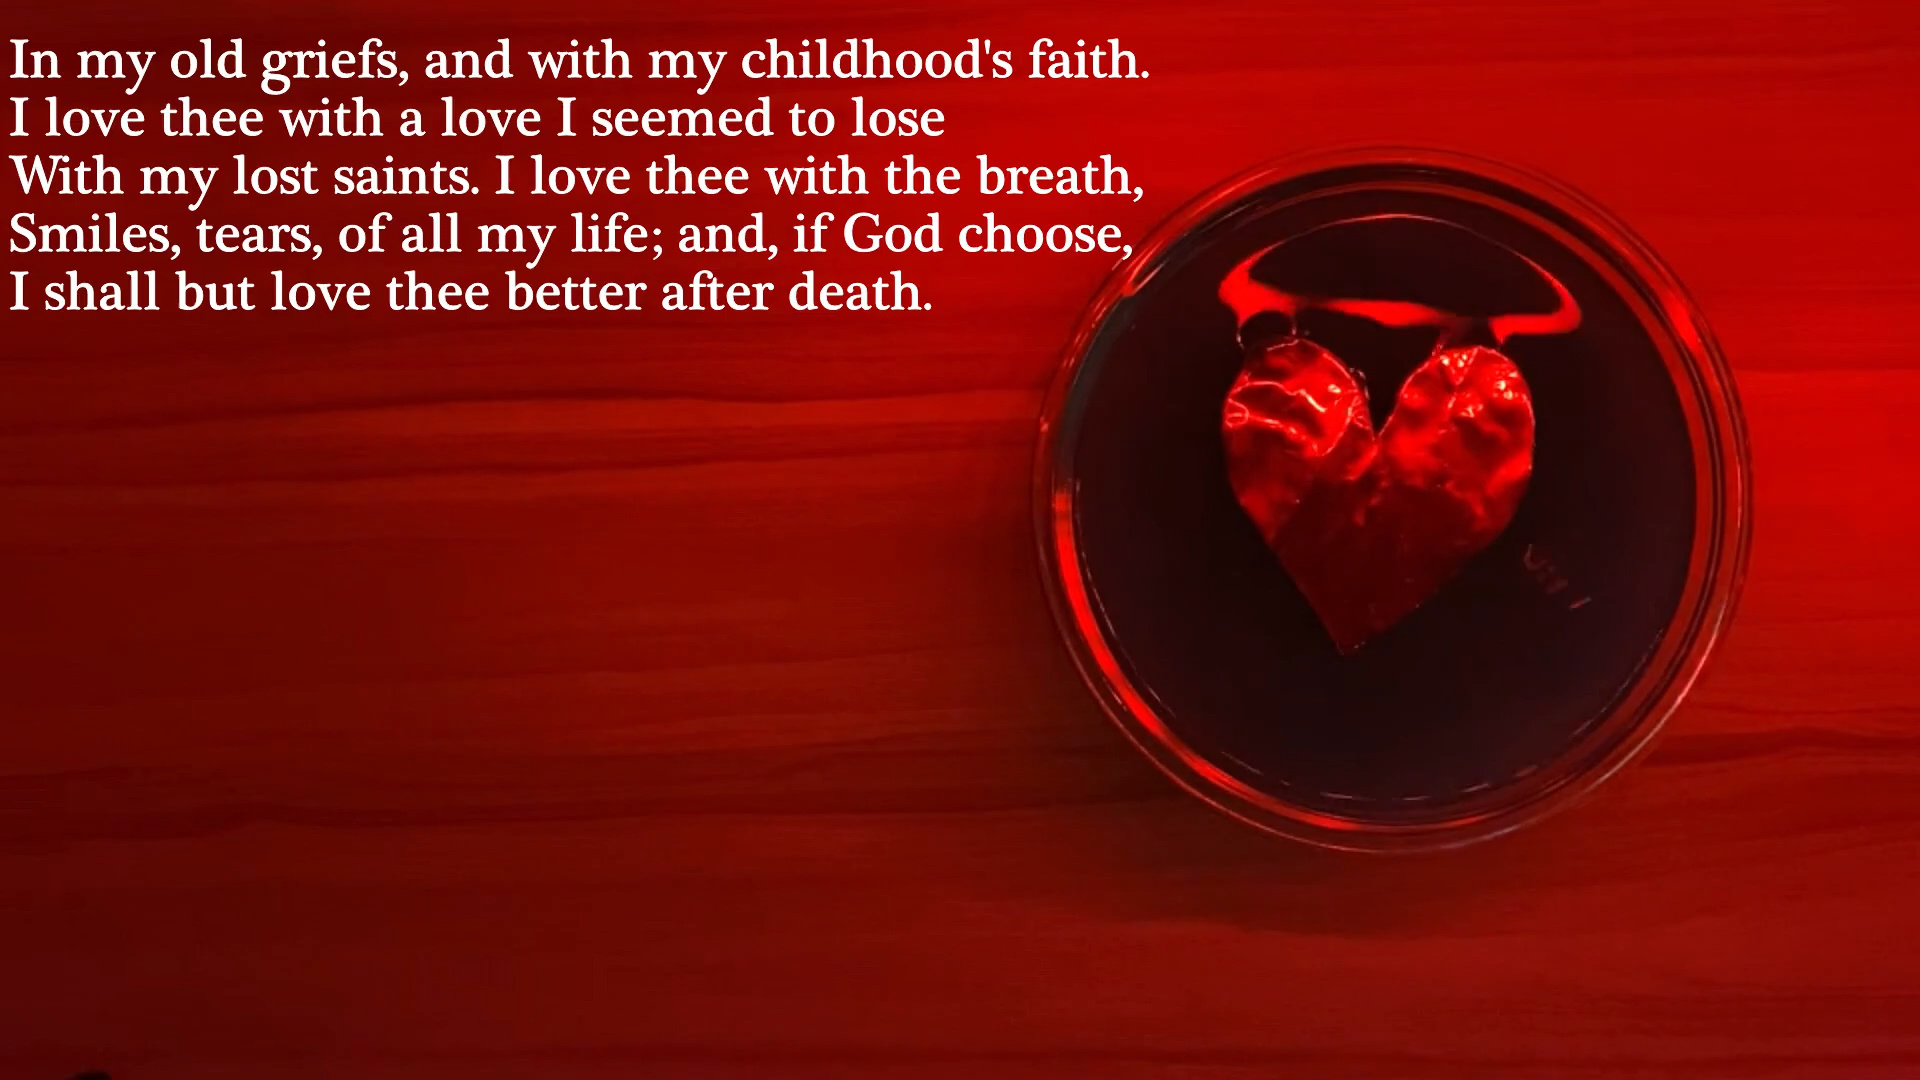 In my old griefs, and with my childhood's faith.
I love thee with a love I seemed to lose
With my lost saints. I love thee with the breath,
Smiles, tears, of all my life; and, if God choose,
I shall but love thee better after death.